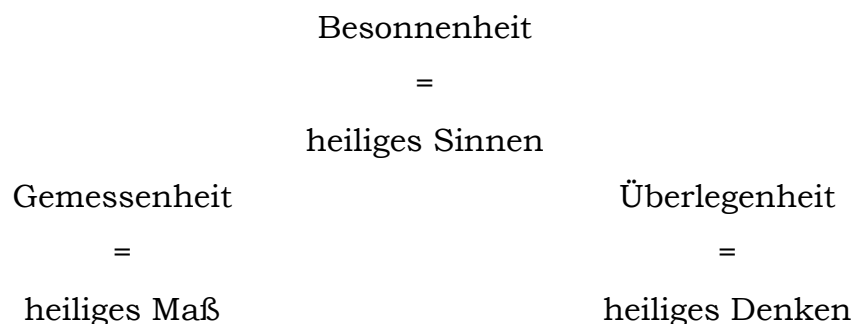 Besonnenheit
=
heiliges Sinnen
Gemessenheit Überlegenheit
= =
heiliges Maß heiliges Denken